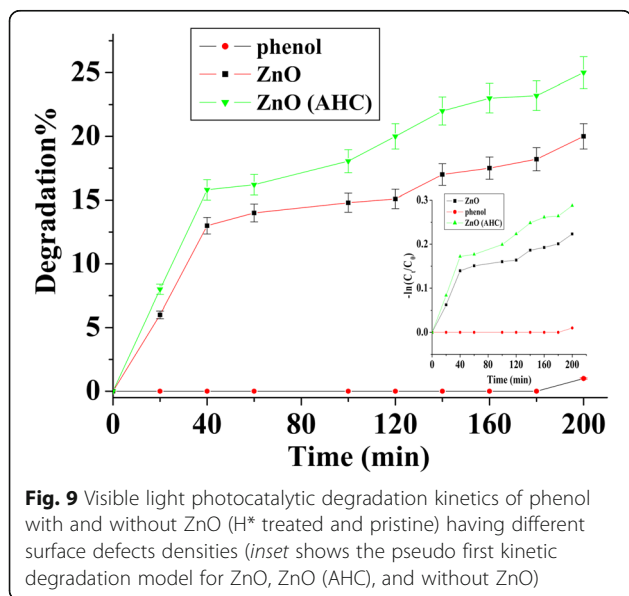 phenol
ZnO
ZnO (AHC)
Degradation%
25
20
15
10
5
0
0 40 80 120 160 200
Time (min)
ZnO
phenol
ZnO (AHC)
-ln(Ct/C0)
0.3
0.2
0.1
0.0
0 40 80 120 160 200
Time (min)
Fig. 9 Visible light photocatalytic degradation kinetics of phenol
with and without ZnO (H* treated and pristine) having different
surface defects densities (inset shows the pseudo first kinetic
degradation model for ZnO, ZnO (AHC), and without ZnO)